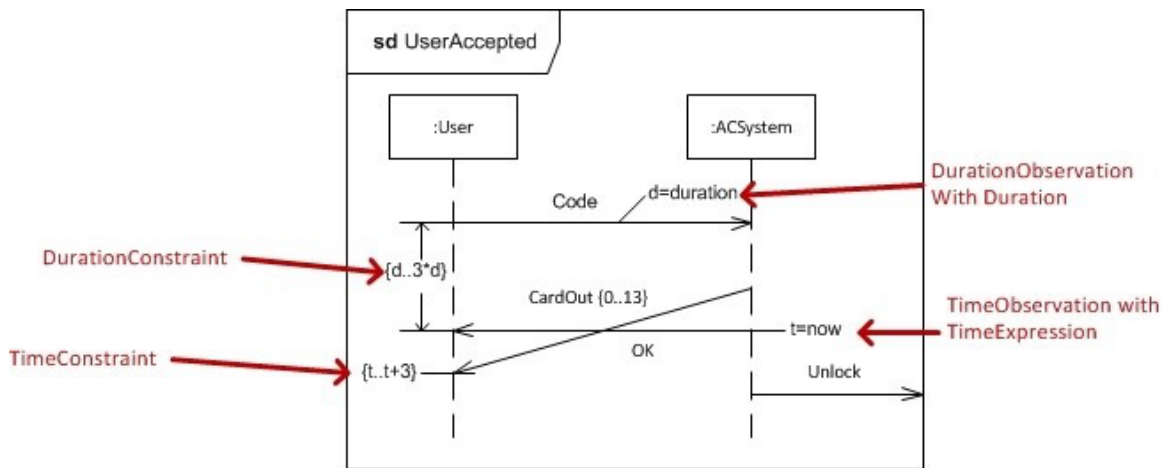 sd UserAccepted
:User
:ACSystem
DurationObservation
With Duration
Code
d=duration
DurationConstraint
{d..3*d}
CardOut {0..13}
TimeObservation with
TimeExpression
t=now
OK
TimeConstraint
{t..t+3}
Unlock